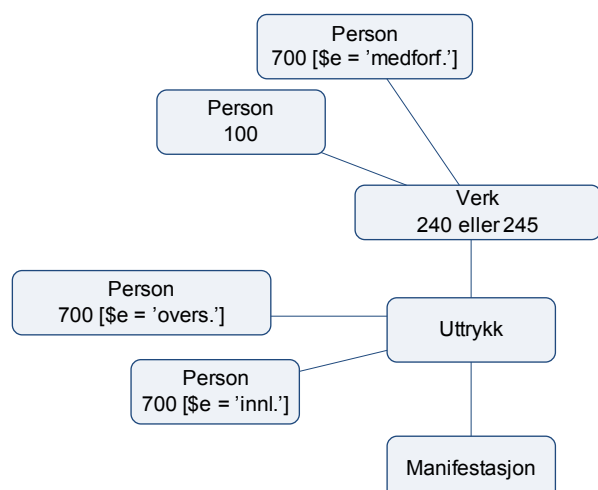 Person
700 [$e = 'medforf.']
Person
100
Verk
240 eller 245
Person
700 [$e = 'overs.']
Uttrykk
Person
700 [$e = 'innl.']
Manifestasjon